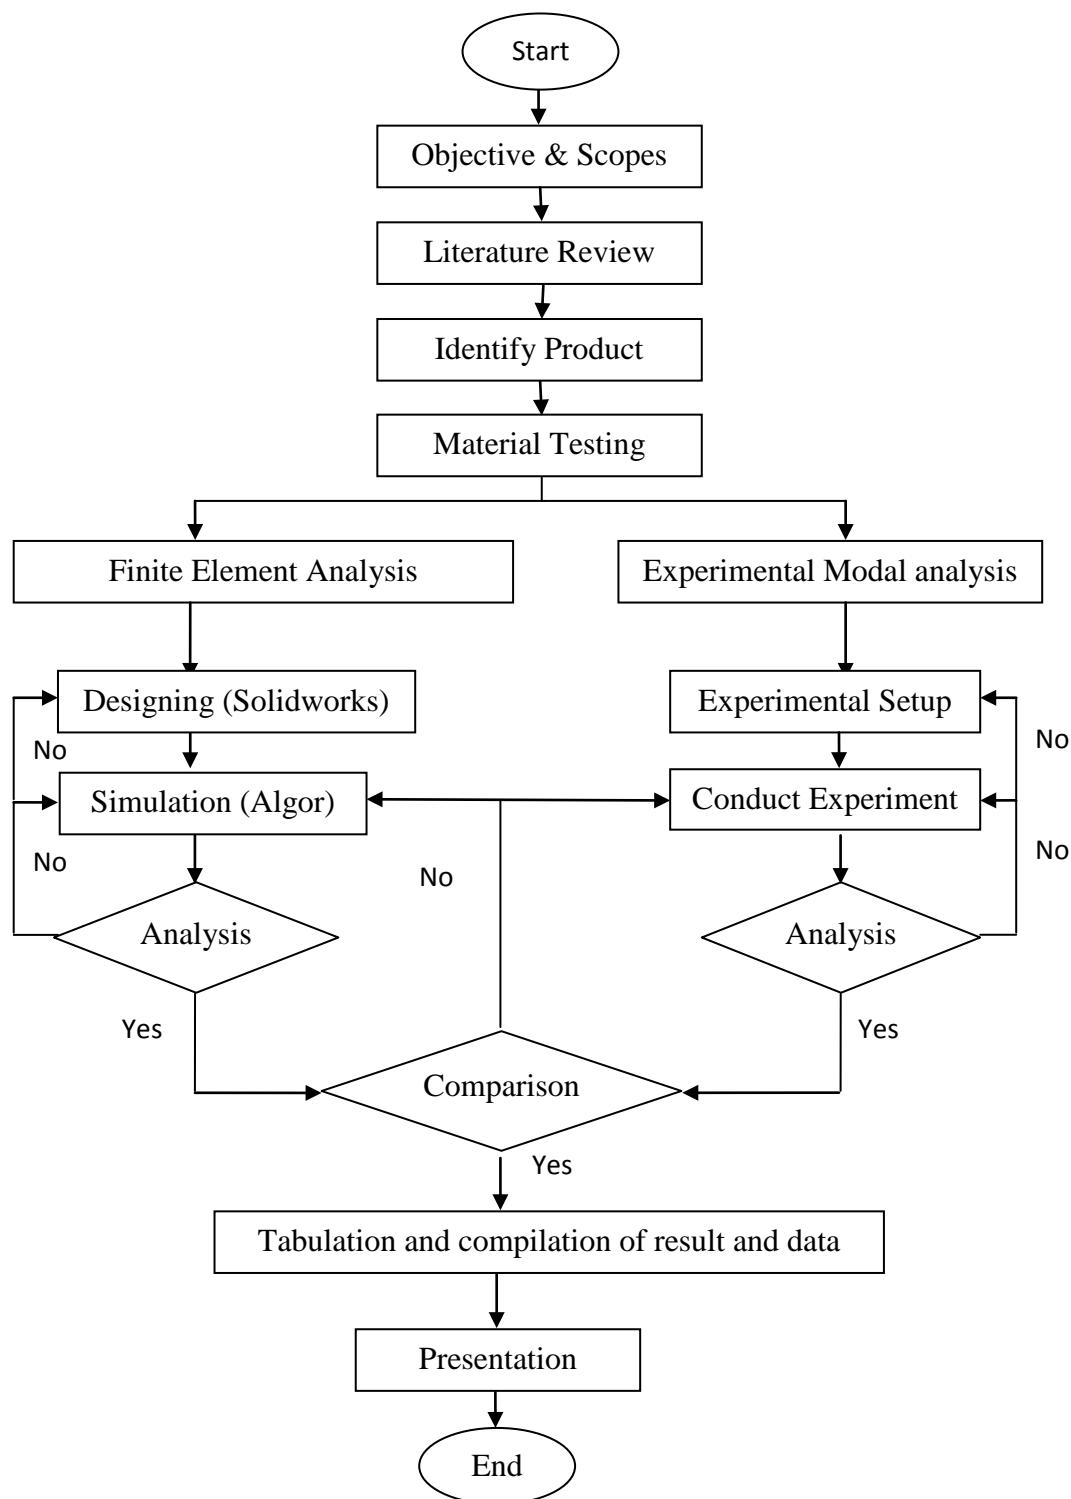 Start
Objective & Scopes
Literature Review
Identify Product
Material Testing
Finite Element Analysis
Experimental Modal analysis
Designing (Solidworks)
Experimental Setup
No
No
Simulation (Algor)
Conduct Experiment
No
No
No
Analysis
Analysis
Yes
Yes
Comparison
Yes
Tabulation and compilation of result and data
Presentation
End